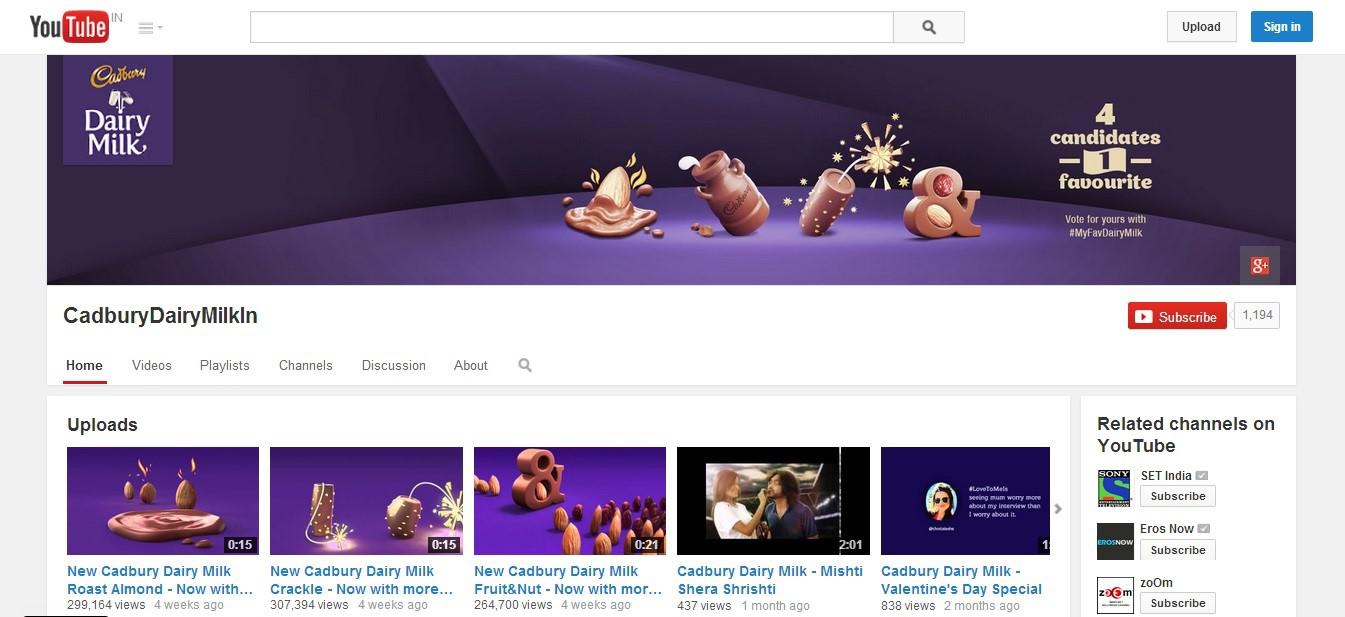 YouTube IN
Upload
Sign in
Cadbury
Dairy
Milk
4
candidates
1
favourite
Vote for yours with
#MyFavDairyMilk
g+
CadburyDairyMilkIn
Subscribe
1,194
Home
Videos
Playlists
Channels
Discussion
About
Uploads
0:15
New Cadbury Dairy Milk
Roast Almond - Now with...
299,164 views 4 weeks ago
0:15
New Cadbury Dairy Milk
Crackle - Now with more...
307,394 views 4 weeks ago
0:21
New Cadbury Dairy Milk
Fruit&Nut - Now with mor...
264,700 views 4 weeks ago
2:01
Cadbury Dairy Milk - Mishti
Shera Shrishti
437 views 1 month ago
#LoveToMels
seeing mum worry more
about my interview than
I worry about it.
Cadbury Dairy Milk -
Valentine's Day Special
838 views 2 months ago
Related channels on
YouTube
SONY
SET India
Subscribe
EROSNOW
Eros Now
Subscribe
zoOm
zoOm
Subscribe